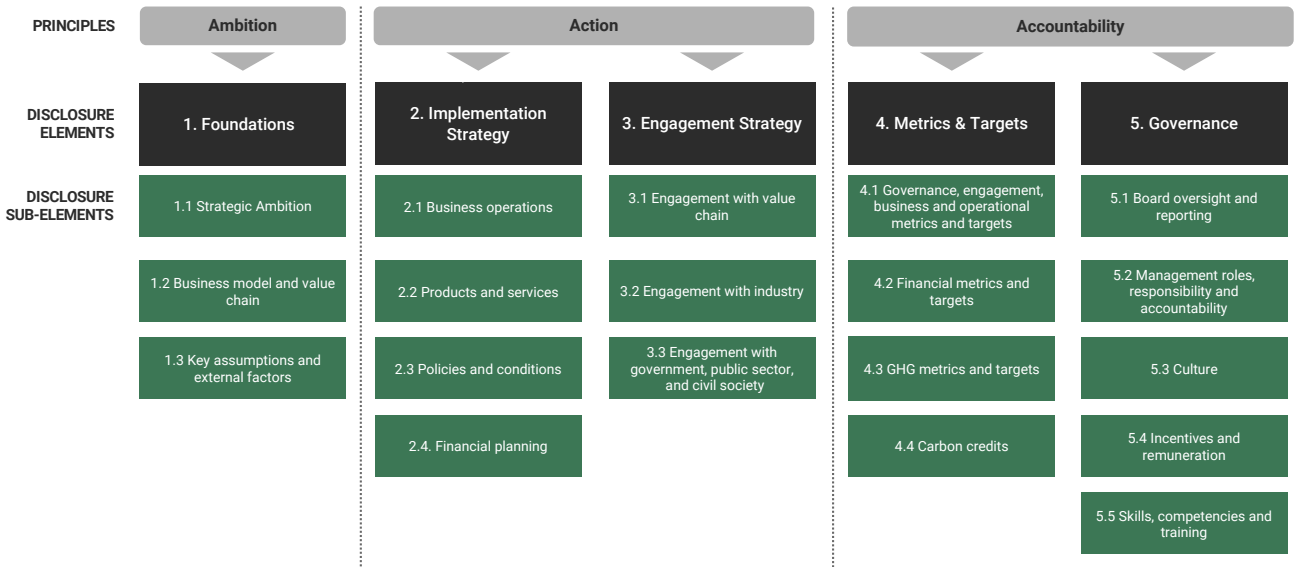 PRINCIPLES
Ambition
Action
Accountability
DISCLOSURE
ELEMENTS
1. Foundations
2. Implementation
Strategy
3. Engagement Strategy
4. Metrics & Targets
5. Governance
DISCLOSURE
SUB-ELEMENTS
1.1 Strategic Ambition
2.1 Business operations
3.1 Engagement with value
chain
4.1 Governance, engagement,
business and operational
metrics and targets
5.1 Board oversight and
reporting
1.2 Business model and value
chain
2.2 Products and services
3.2 Engagement with industry
4.2 Financial metrics and
targets
5.2 Management roles,
responsibility and
accountability
1.3 Key assumptions and
external factors
2.3 Policies and conditions
3.3 Engagement with
government, public sector,
and civil society
4.3 GHG metrics and targets
5.3 Culture
2.4. Financial planning
4.4 Carbon credits
5.4 Incentives and
remuneration
5.5 Skills, competencies and
training